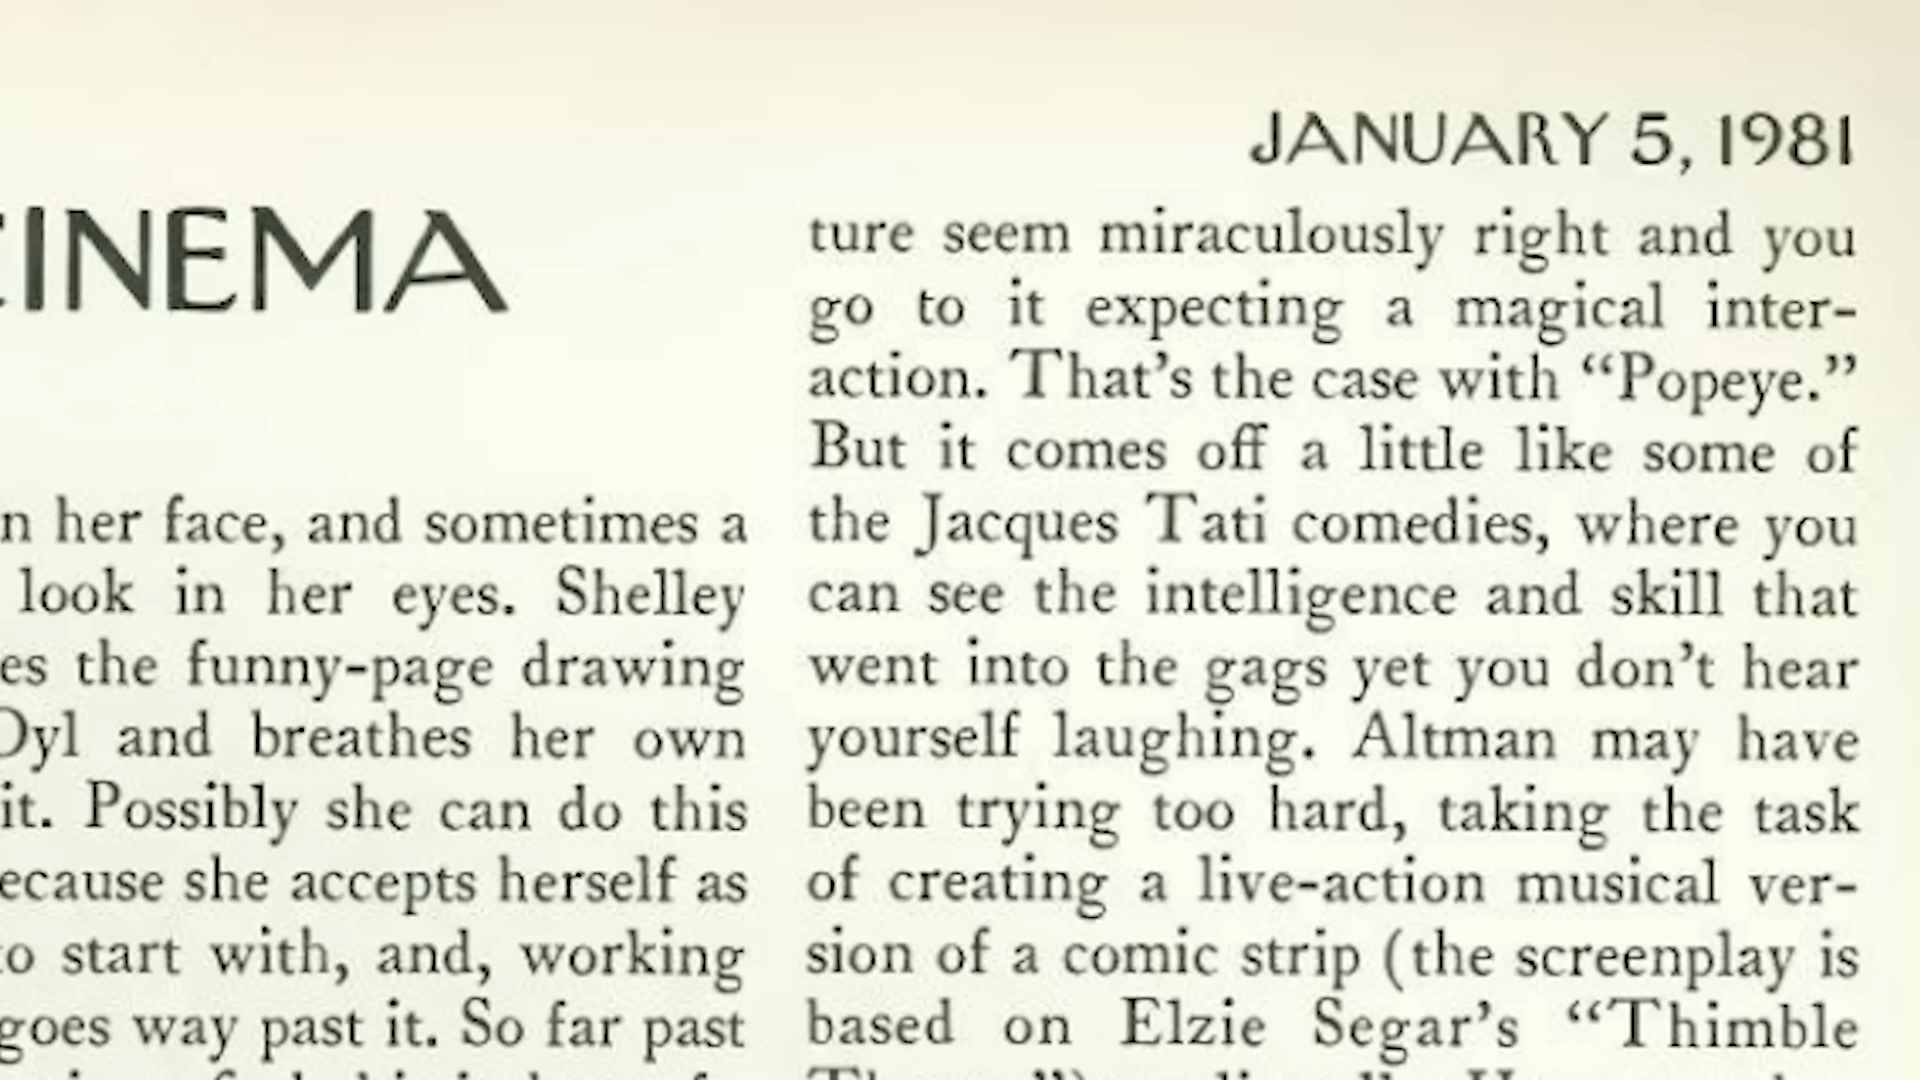 JANUARY 5, 1981
CINEMA
n her face, and sometimes a
look in her eyes. Shelley
es the funny-page drawing
Oyl and breathes her own
it. Possibly she can do this
ecause she accepts herself as
to start with, and, working
goes way past it. So far past
ture seem miraculously right and you
go to it expecting a magical inter-
action. That's the case with “Popeye.”
But it comes off a little like some of
the Jacques Tati comedies, where you
can see the intelligence and skill that
went into the gags yet you don't hear
yourself laughing. Altman may have
been trying too hard, taking the task
of creating a live-action musical ver-
sion of a comic strip (the screenplay is
based on Elzie Segar's “Thimble